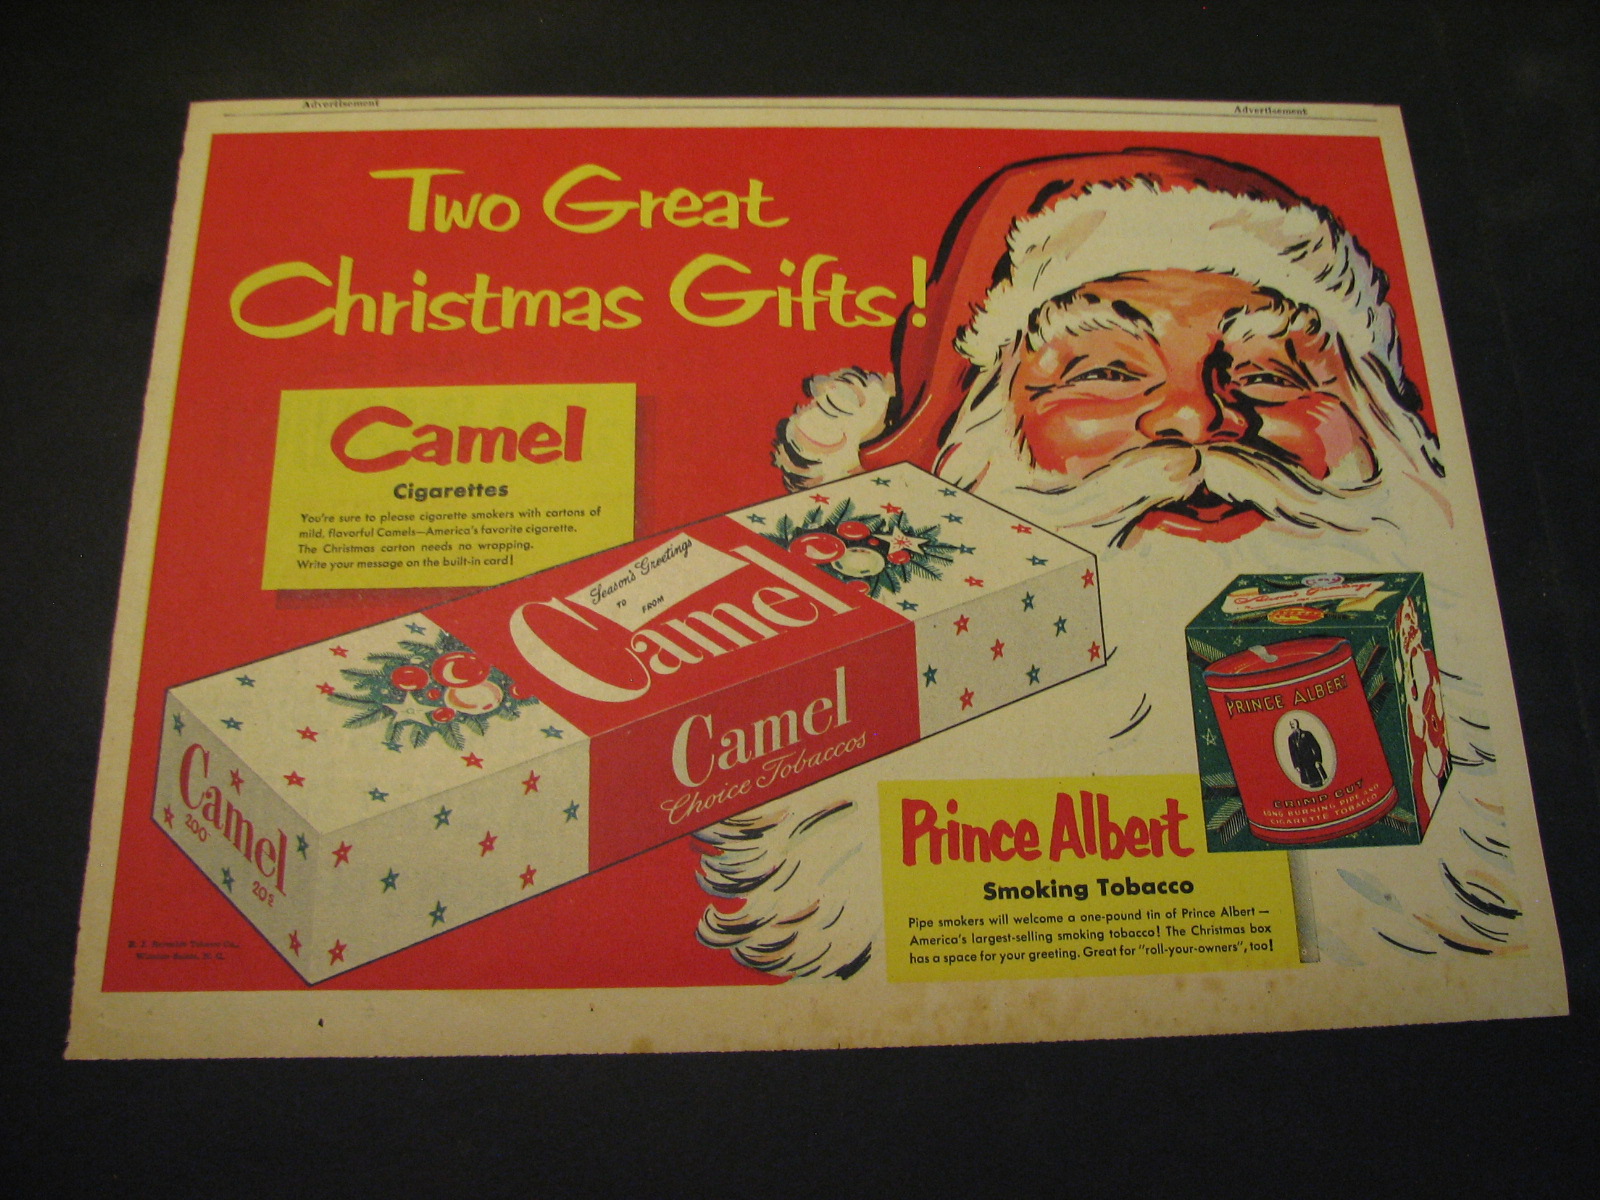 Advertisement
Advertisement
Two Great
Christmas Gifts!
Camel
Cigarettes
You're sure to please cigarette smokers with cartons of
mild, flavorful Camels—America's favorite cigarette.
The Christmas carton needs no wrapping.
Write your message on the built-in card!
Season's Greetings
TO FROM
Camel
Camel
Choice Tobaccos
Camel
200
20s
Season's Greetings
PRINCE ALBERT
CRIMP CUT
LONG BURNING PIPE AND
CIGARETTE TOBACCO
Prince Albert
Smoking Tobacco
Pipe smokers will welcome a one-pound tin of Prince Albert—
America's largest-selling smoking tobacco! The Christmas box
has a space for your greeting. Great for "roll-your-owners", too!
R. J. Reynolds Tobacco Co.,
Winston-Salem, N. C.